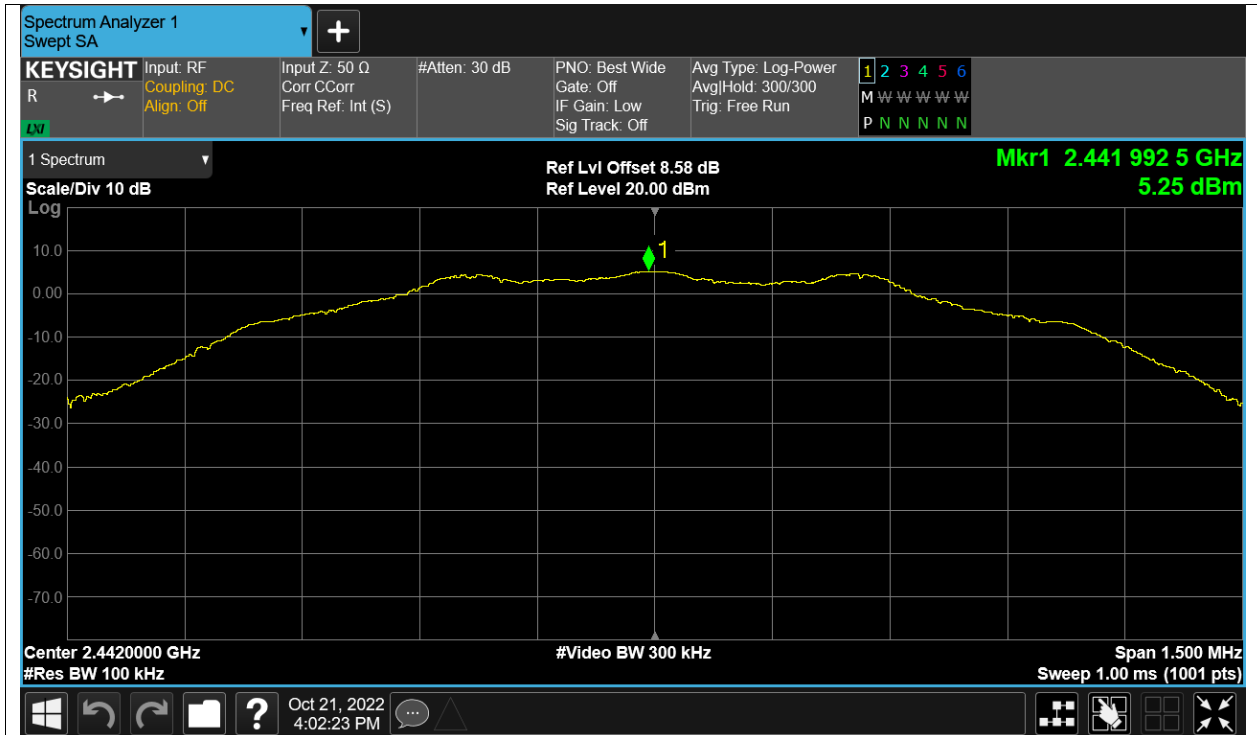 Spectrum Analyzer 1
Swept SA
KEYSIGHT
R
LXI
Input: RF
Coupling: DC
Align: Off
Input Z: 50 Ω
Corr CCorr
Freq Ref: Int (S)
#Atten: 30 dB
PNO: Best Wide
Gate: Off
IF Gain: Low
Sig Track: Off
Avg Type: Log-Power
Avg|Hold: 300/300
Trig: Free Run
1 2 3 4 5 6
M W W W W W
P N N N N N N
1 Spectrum
Scale/Div 10 dB
Log
Ref Lvl Offset 8.58 dB
Ref Level 20.00 dBm
Mkr1 2.441 992 5 GHz
5.25 dBm
1
10.0
0.00
-10.0
-20.0
-30.0
-40.0
-50.0
-60.0
-70.0
Center 2.4420000 GHz
#Res BW 100 kHz
#Video BW 300 kHz
Span 1.500 MHz
Sweep 1.00 ms (1001 pts)
?
Oct 21, 2022
4:02:23 PM